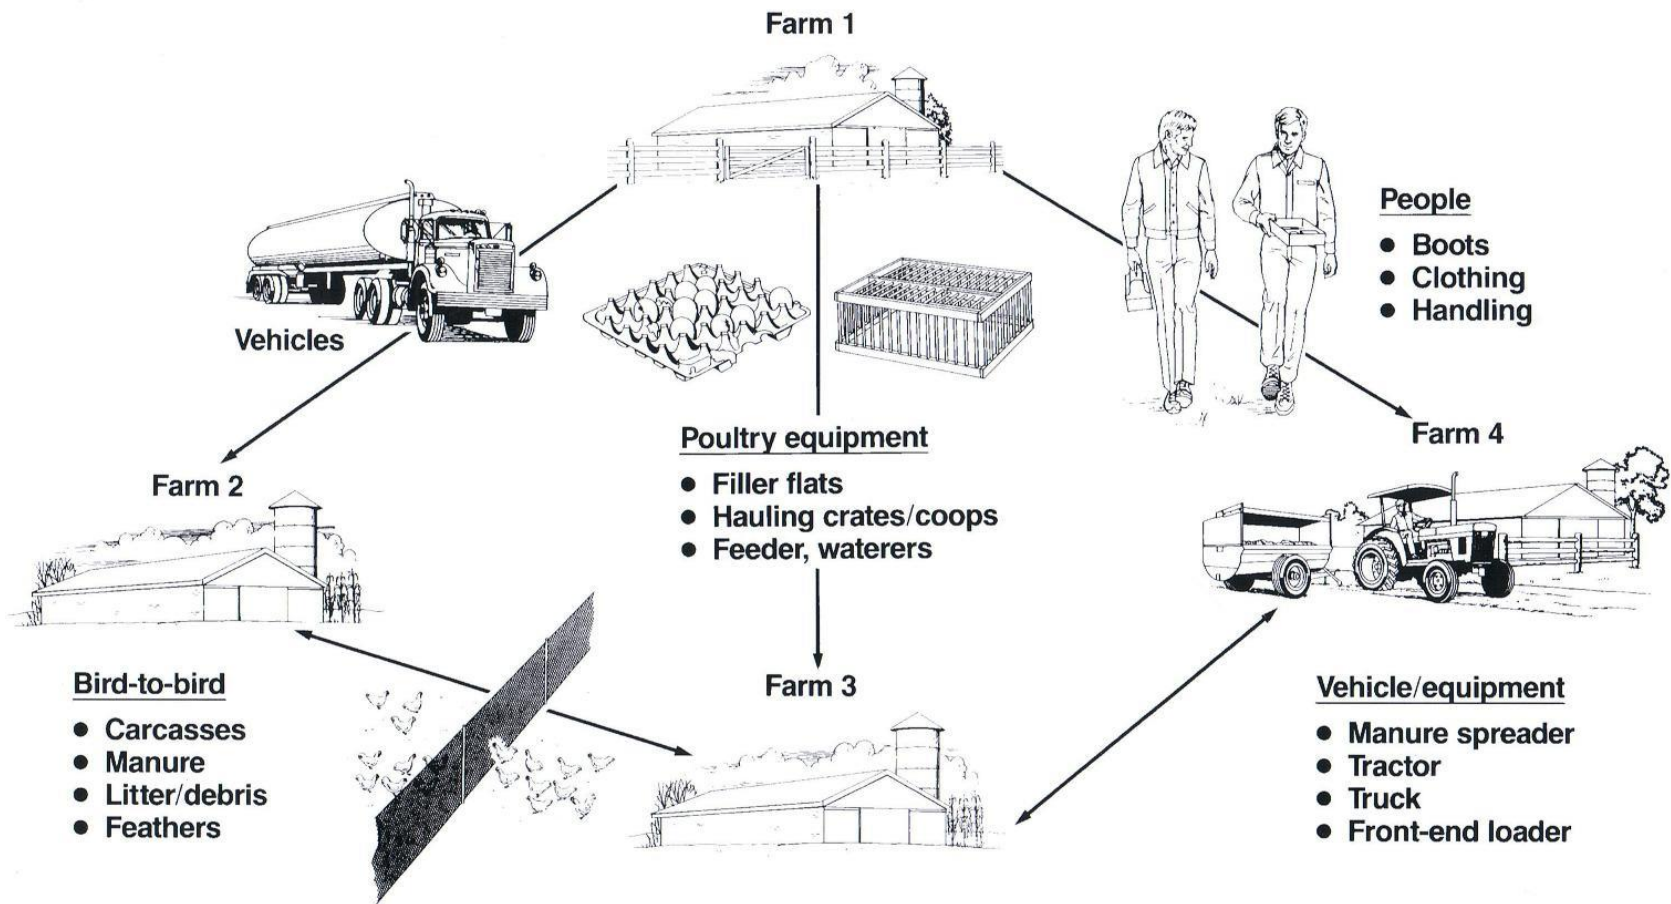 Farm 1
People
● Boots
● Clothing
● Handling
Vehicles
Poultry equipment
● Filler flats
● Hauling crates/coops
● Feeder, waterers
Farm 2
Farm 4
Farm 3
Bird-to-bird
● Carcasses
● Manure
● Litter/debris
● Feathers
Vehicle/equipment
● Manure spreader
● Tractor
● Truck
● Front-end loader